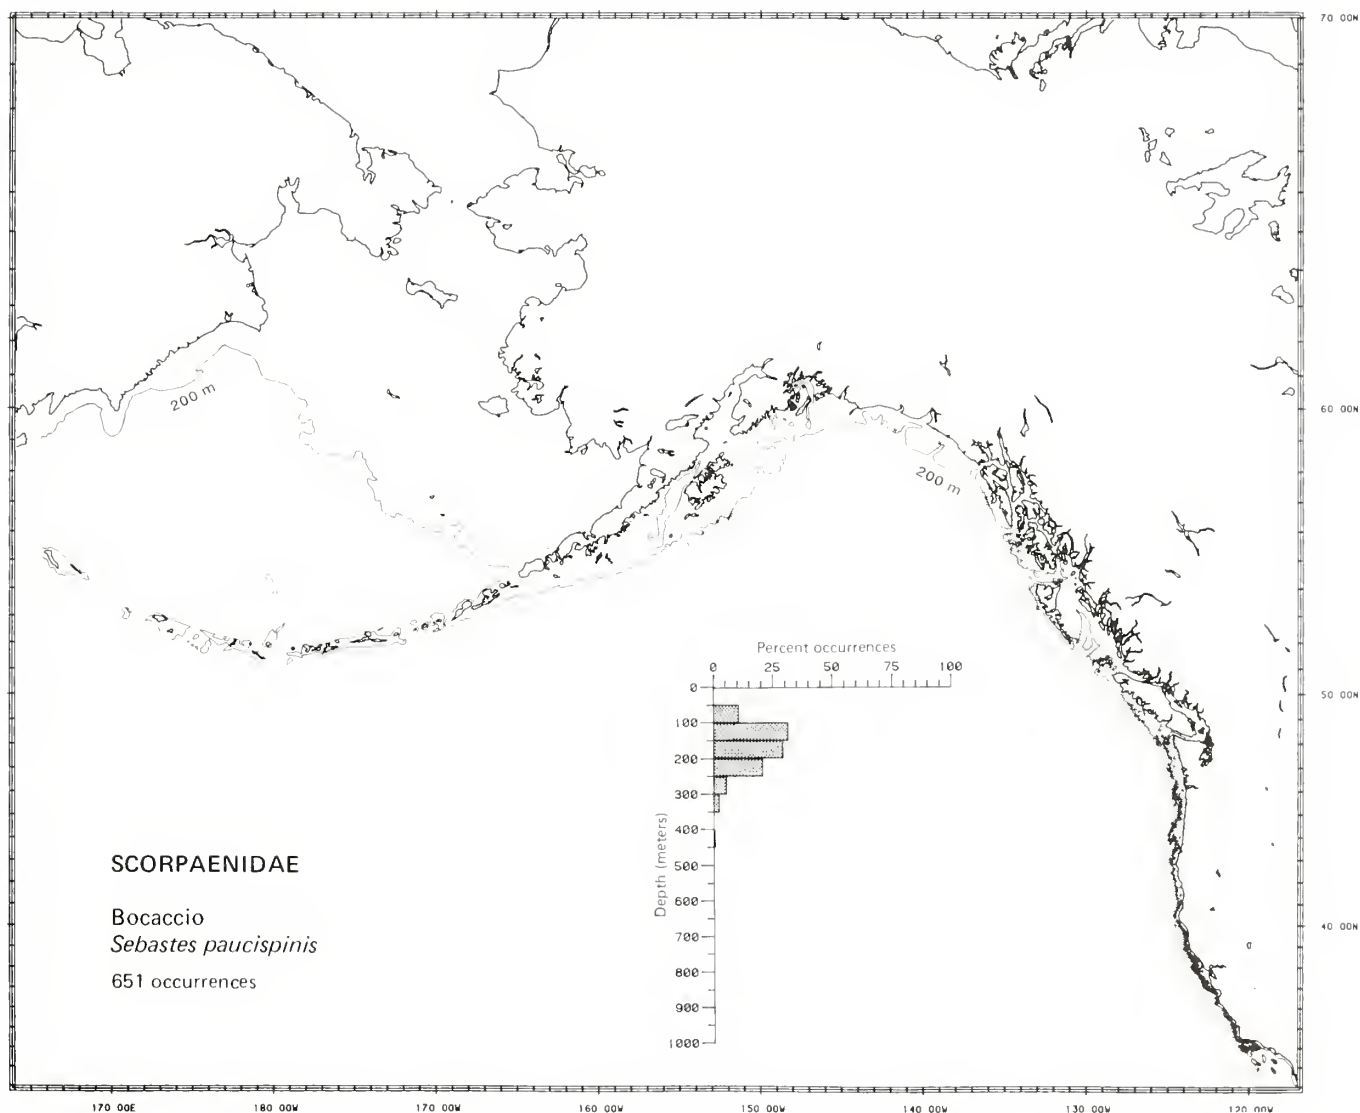 70 00N
200 m
60 00N
200 m
Percent occurrences
0 25 50 75 100
0
50 00N
100
200
300
400
500
600
700
800
900
1000
Depth (meters)
SCORPAENIDAE
Bocaccio
Sebastes paucispinis
651 occurrences
40 00N
170 00E 180 00W 170 00W 160 00W 150 00W 140 00W 130 00W 120 00W